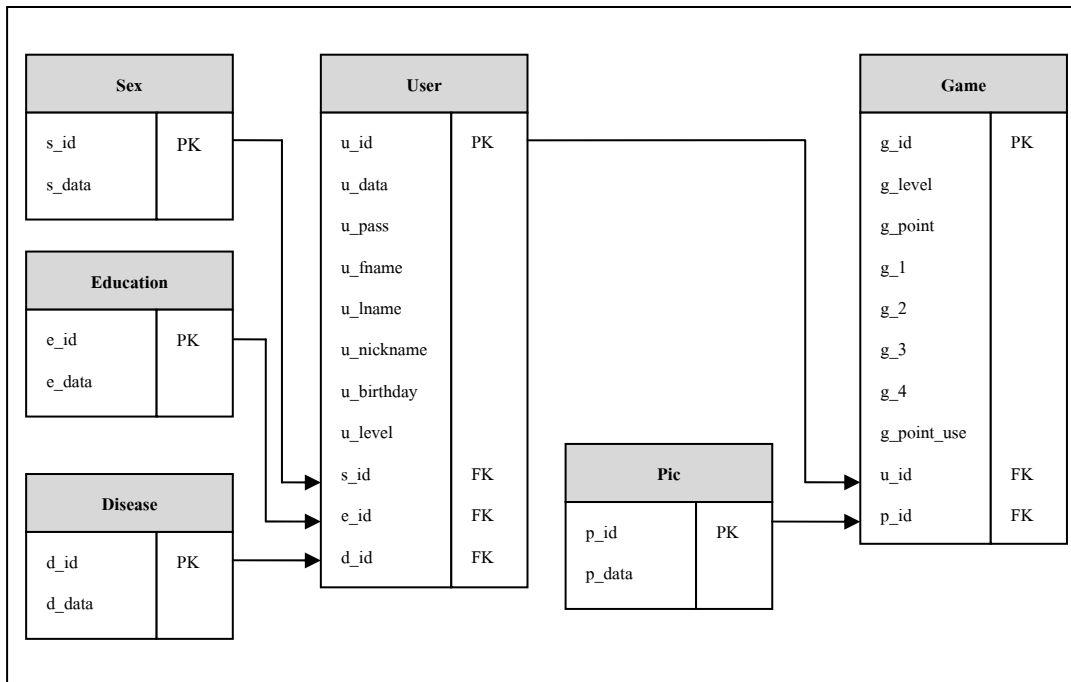 Sex
s_id PK
s_data
Education
e_id PK
e_data
Disease
d_id PK
d_data
User
u_id PK
u_data
u_pass
u_fname
u_lname
u_nickname
u_birthday
u_level
s_id FK
e_id FK
d_id FK
Pic
p_id PK
p_data
Game
g_id PK
g_level
g_point
g_1
g_2
g_3
g_4
g_point_use
u_id FK
p_id FK